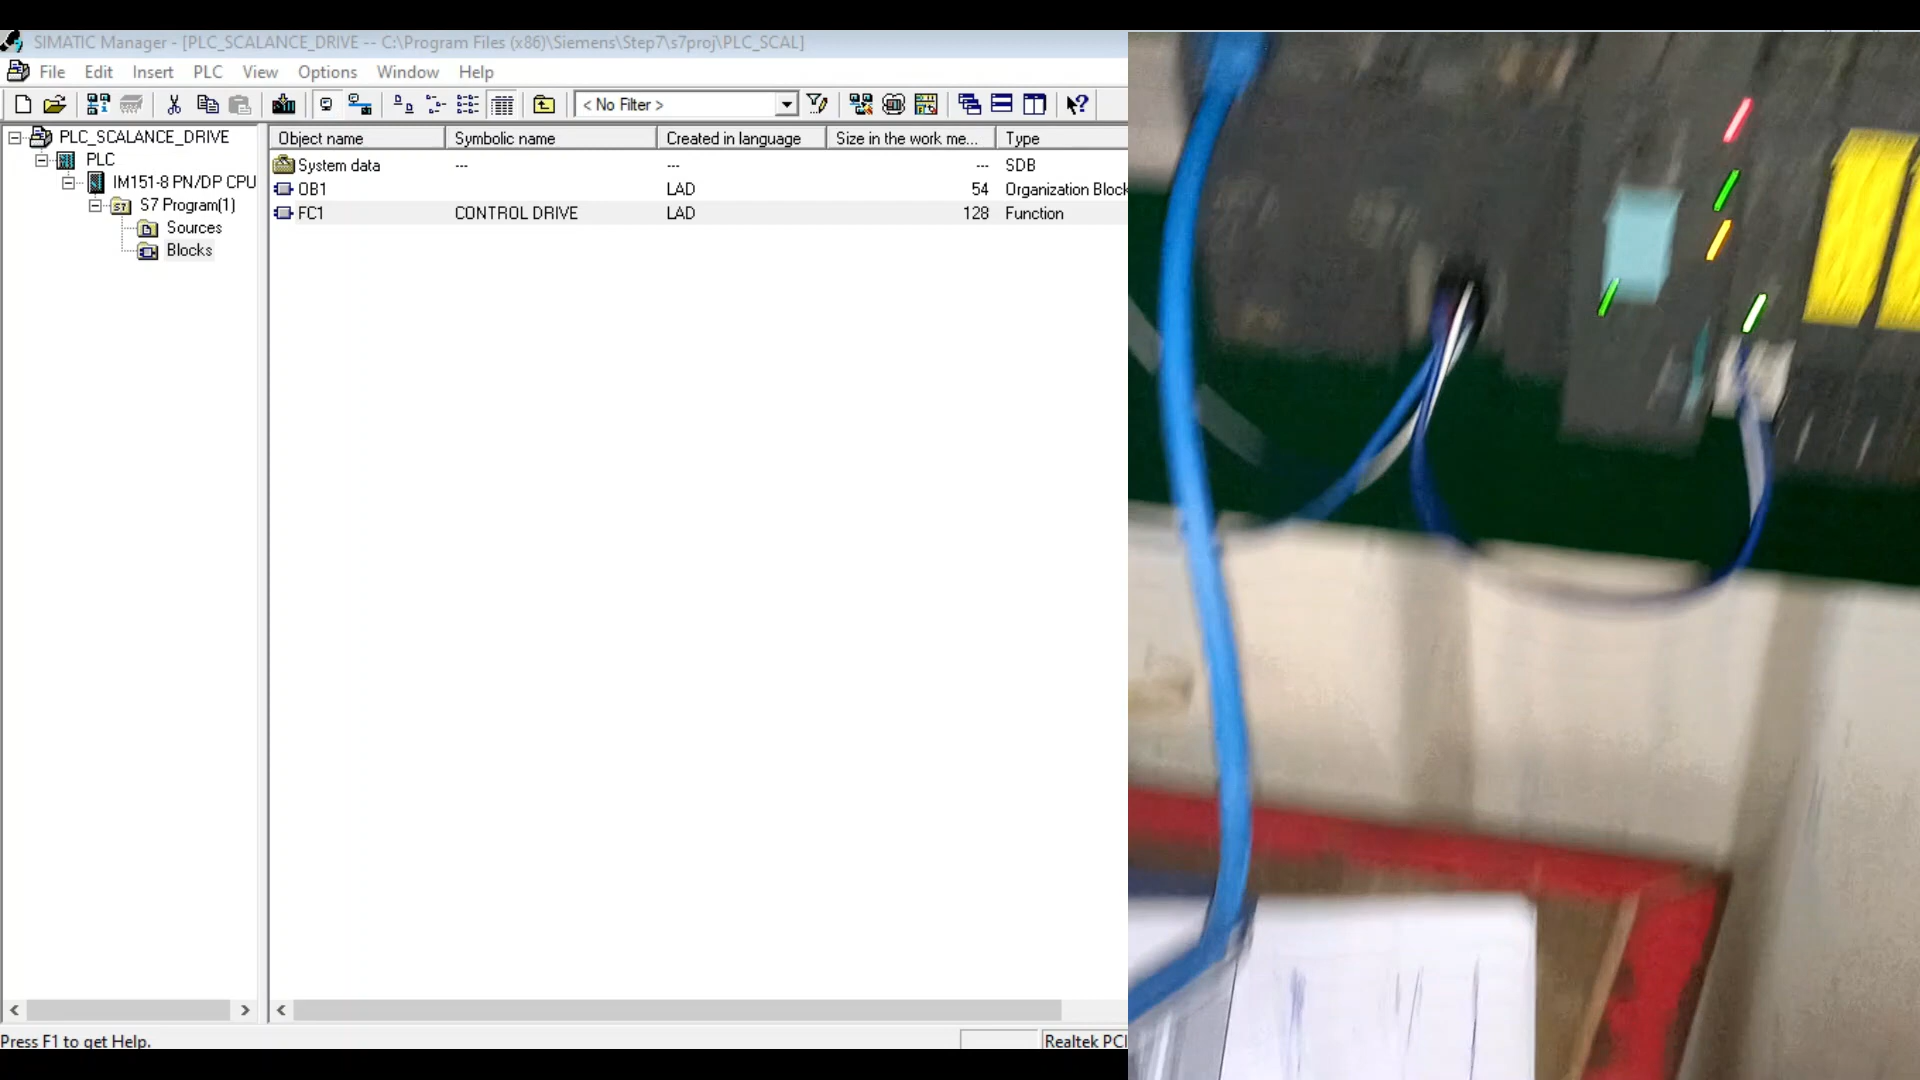 SIMATIC Manager - [PLC_SCALANCE_DRIVE -- C:\Program Files (x86)\Siemens\Step7\s7proj\PLC_SCAL]
File Edit Insert PLC View Options Window Help
< No Filter >
PLC_SCALANCE_DRIVE
PLC
IM151-8 PN/DP CPU
S7 Program(1)
Sources
Blocks
Object name Symbolic name Created in language Size in the work me... Type
System data --- --- --- SDB
OB1 LAD 54 Organization Block
FC1 CONTROL DRIVE LAD 128 Function
Press F1 to get Help.
Realtek PCI